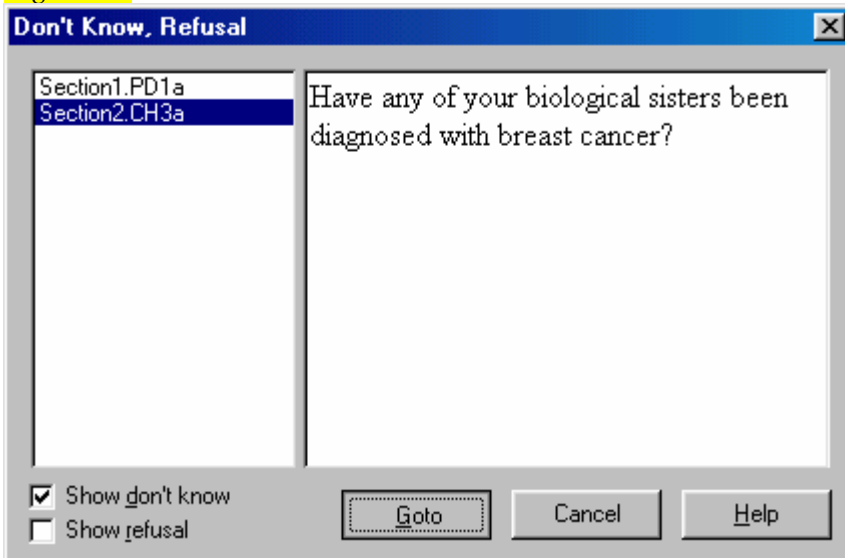 Don't Know, Refusal
Section1.PD1a
Section2.CH3a
Have any of your biological sisters been
diagnosed with breast cancer?
Show don't know
Show refusal
Goto
Cancel
Help